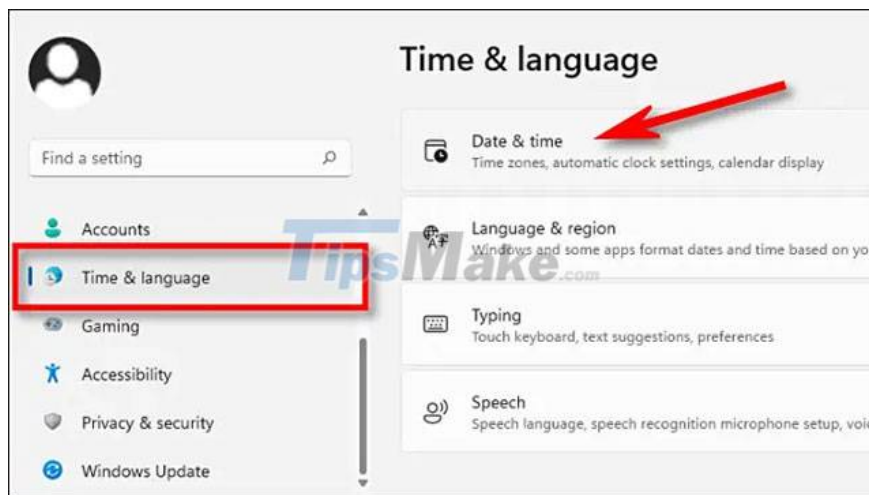 Time & language
Find a setting
Accounts
Time & language
Gaming
Accessibility
Privacy & security
Windows Update
Date & time
Time zones, automatic clock settings, calendar display
Language & region
Windows and some apps format dates and time based on yo
Typing
Touch keyboard, text suggestions, preferences
Speech
Speech language, speech recognition microphone setup, voi
TipsMake.com